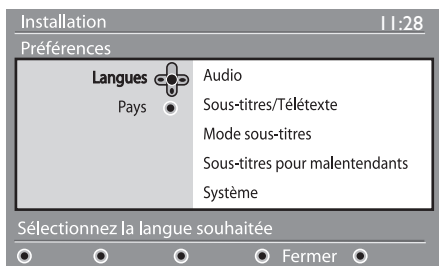 Installation 11:28
Préférences
Langues
Pays
Audio
Sous-titres/Télétexte
Mode sous-titres
Sous-titres pour malentendants
Système
Sélectionnez la langue souhaitée
Fermer